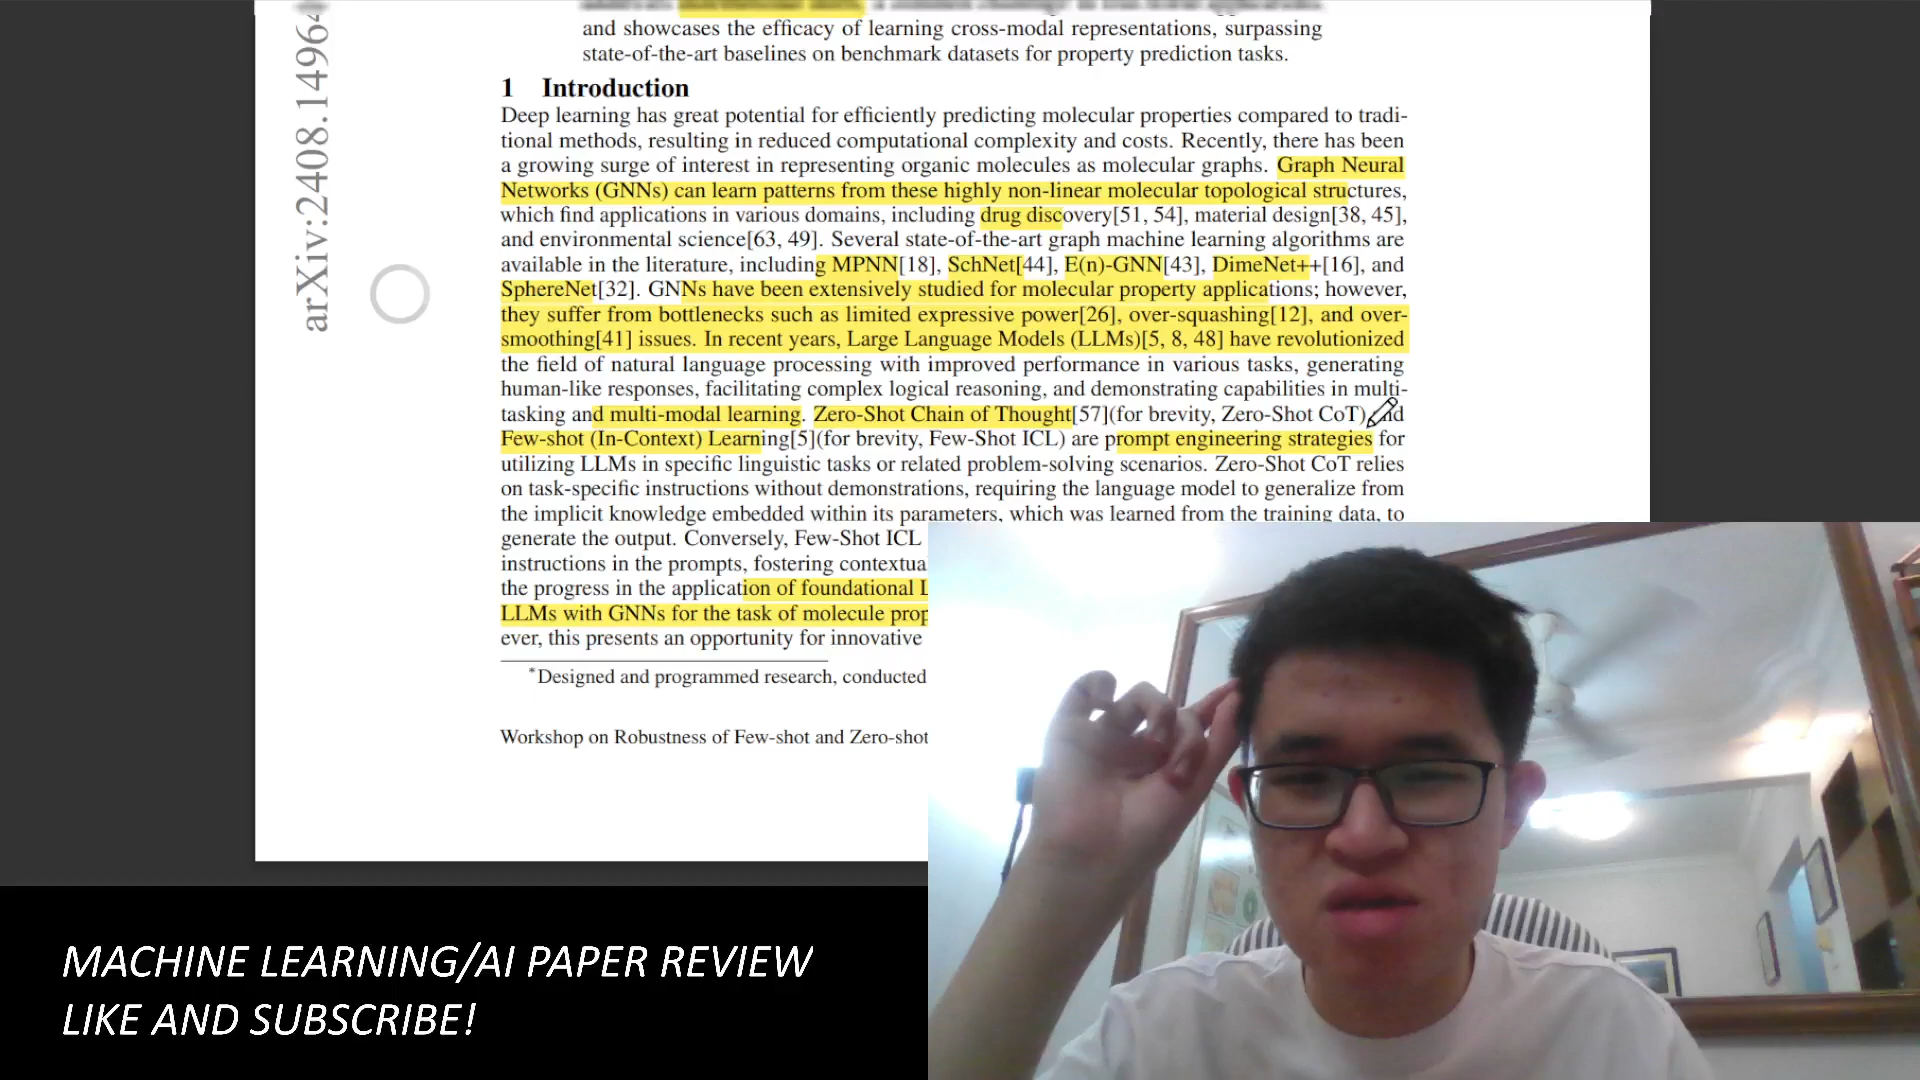 and showcases the efficacy of learning cross-modal representations, surpassing
state-of-the-art baselines on benchmark datasets for property prediction tasks.
1 Introduction
Deep learning has great potential for efficiently predicting molecular properties compared to tradi-
tional methods, resulting in reduced computational complexity and costs. Recently, there has been
a growing surge of interest in representing organic molecules as molecular graphs. Graph Neural
Networks (GNNs) can learn patterns from these highly non-linear molecular topological structures,
which find applications in various domains, including drug discovery[51, 54], material design[38, 45],
and environmental science[63, 49]. Several state-of-the-art graph machine learning algorithms are
available in the literature, including MPNN[18], SchNet[44], E(n)-GNN[43], DimeNet++[16], and
SphereNet[32]. GNNs have been extensively studied for molecular property applications; however,
they suffer from bottlenecks such as limited expressive power[26], over-squashing[12], and over-
smoothing[41] issues. In recent years, Large Language Models (LLMs)[5, 8, 48] have revolutionized
the field of natural language processing with improved performance in various tasks, generating
human-like responses, facilitating complex logical reasoning, and demonstrating capabilities in multi-
tasking and multi-modal learning. Zero-Shot Chain of Thought[57](for brevity, Zero-Shot CoT) and
Few-shot (In-Context) Learning[5](for brevity, Few-Shot ICL) are prompt engineering strategies for
utilizing LLMs in specific linguistic tasks or related problem-solving scenarios. Zero-Shot CoT relies
on task-specific instructions without demonstrations, requiring the language model to generalize from
the implicit knowledge embedded within its parameters, which was learned from the training data, to
generate the output. Conversely, Few-Shot ICL
instructions in the prompts, fostering contextua
the progress in the application of foundational L
LLMs with GNNs for the task of molecule prop
ever, this presents an opportunity for innovative
*Designed and programmed research, conducted
Workshop on Robustness of Few-shot and Zero-shot
arXiv:2408.1496
MACHINE LEARNING/AI PAPER REVIEW
LIKE AND SUBSCRIBE!